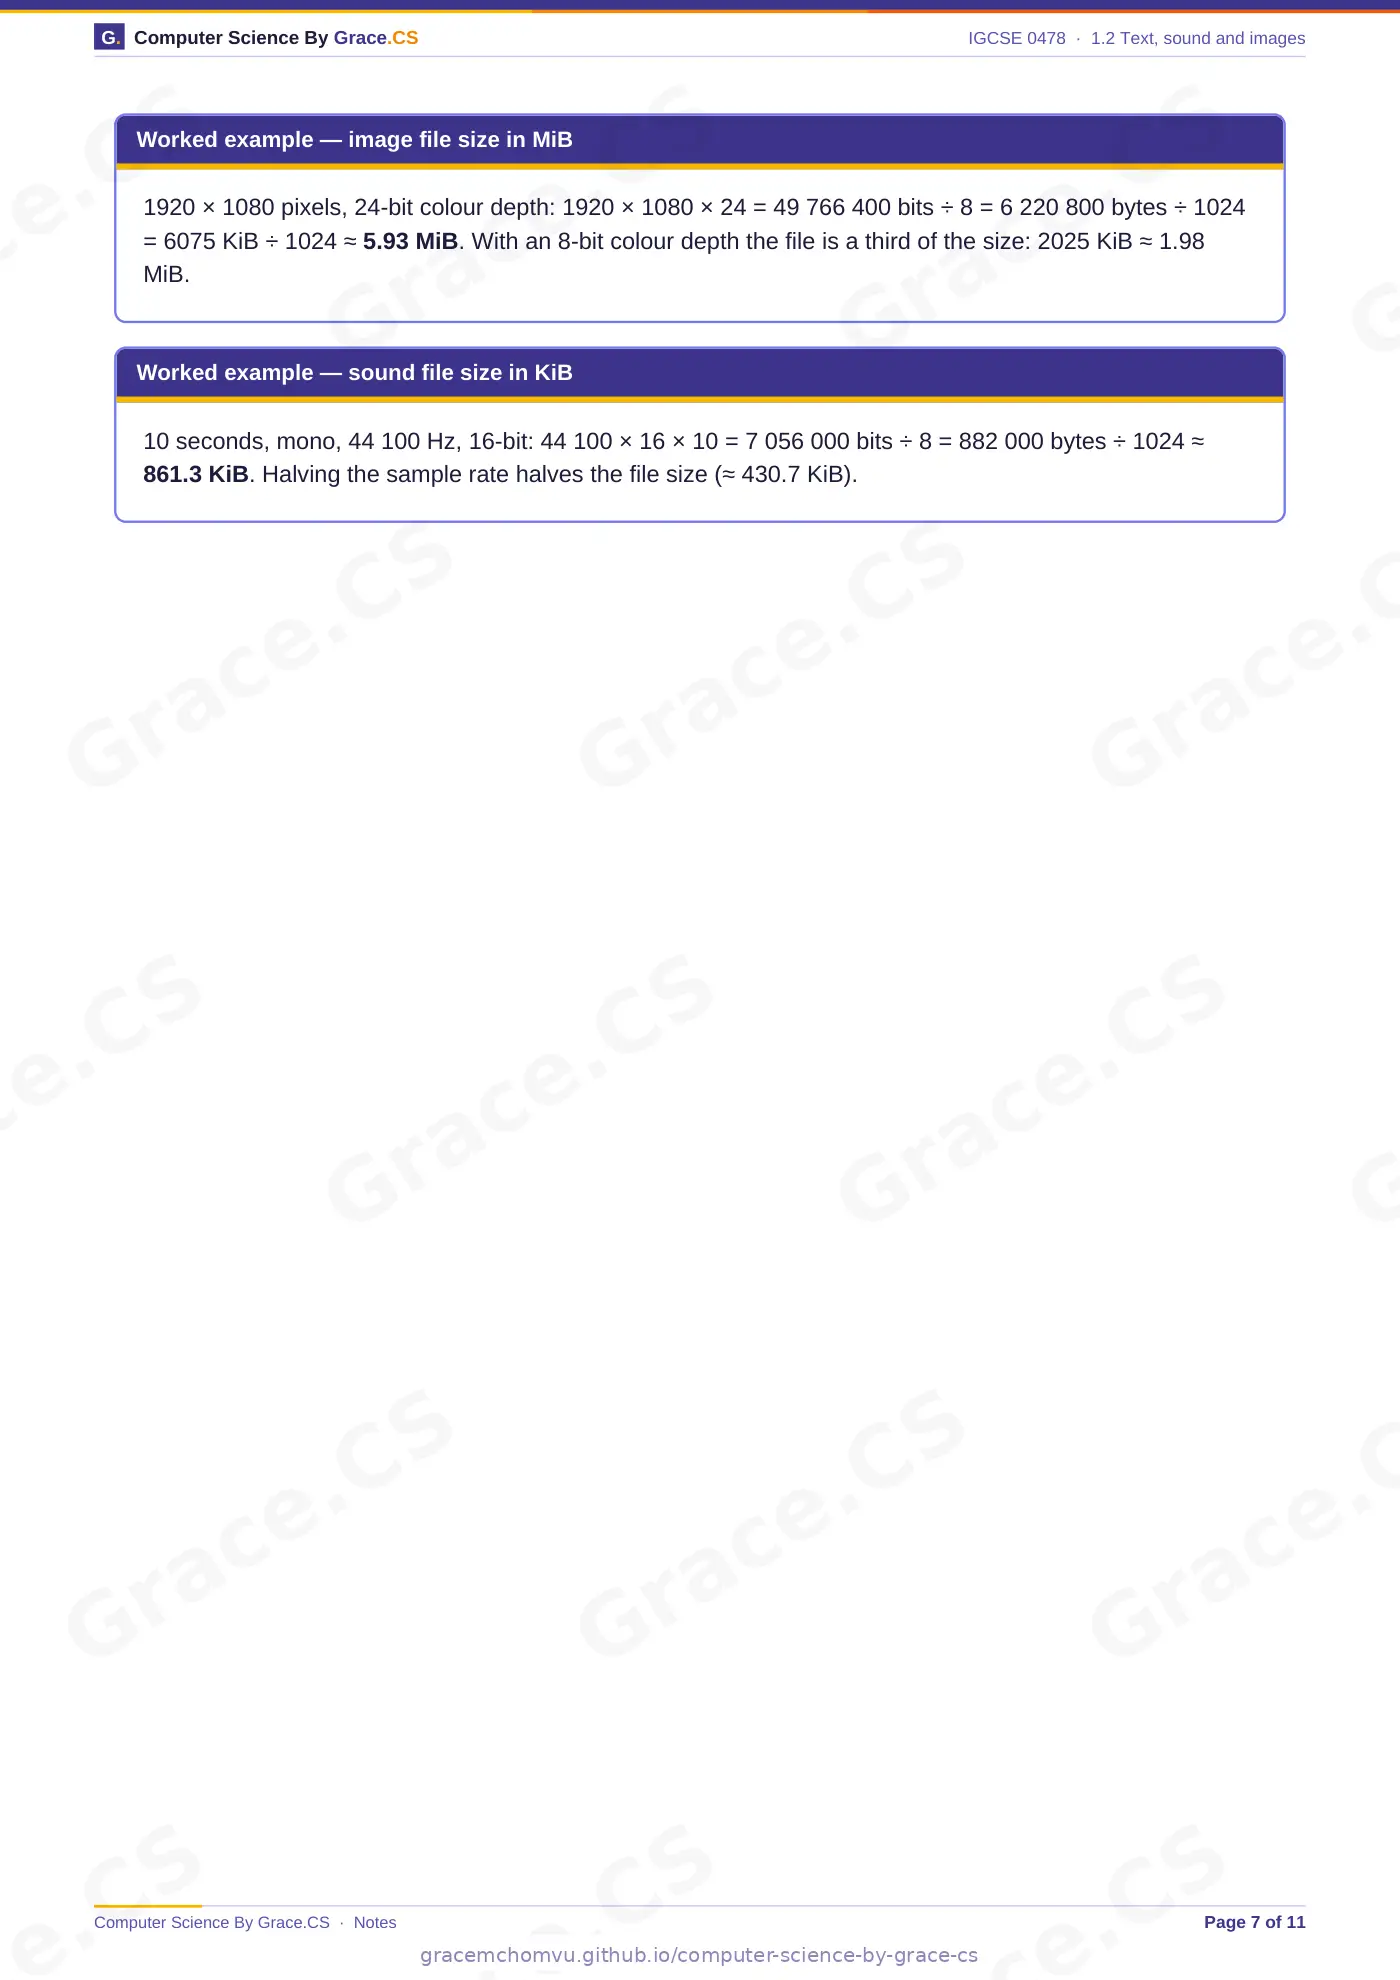 G. Computer Science By Grace.CS
IGCSE 0478 · 1.2 Text, sound and images
Worked example — image file size in MiB
1920 × 1080 pixels, 24-bit colour depth: 1920 × 1080 × 24 = 49 766 400 bits ÷ 8 = 6 220 800 bytes ÷ 1024
= 6075 KiB ÷ 1024 ≈ 5.93 MiB. With an 8-bit colour depth the file is a third of the size: 2025 KiB ≈ 1.98
MiB.
Worked example — sound file size in KiB
10 seconds, mono, 44 100 Hz, 16-bit: 44 100 × 16 × 10 = 7 056 000 bits ÷ 8 = 882 000 bytes ÷ 1024 ≈
861.3 KiB. Halving the sample rate halves the file size (≈ 430.7 KiB).
Grace.CS
Computer Science By Grace.CS · Notes
Page 7 of 11
gracemchomvu.github.io/computer-science-by-grace-cs